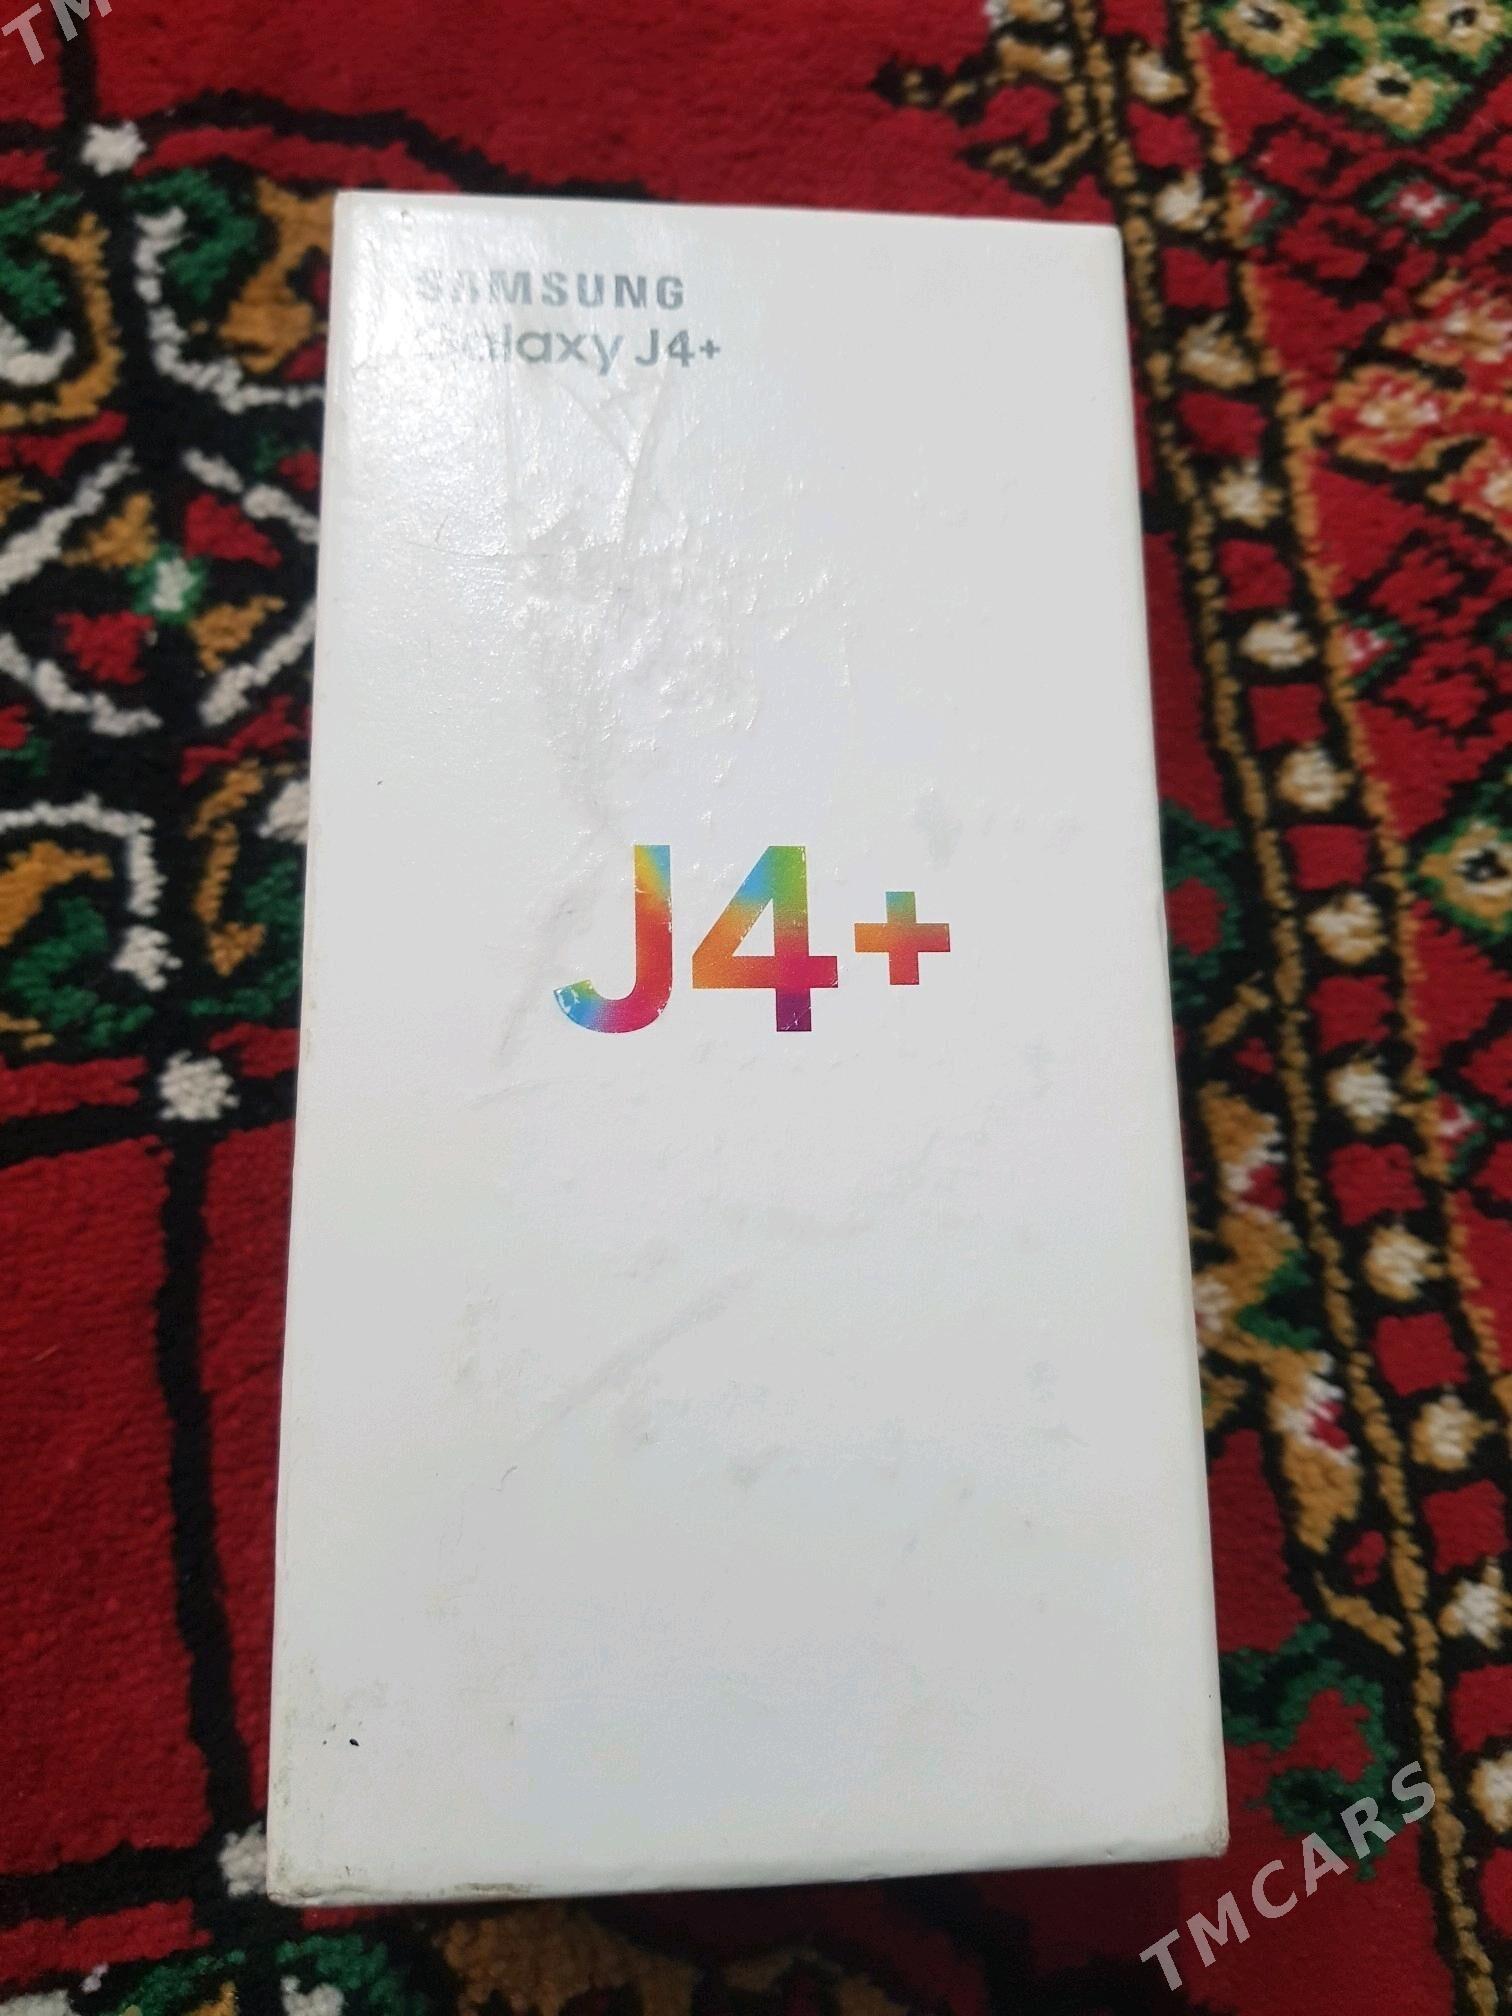 TM
SAMSUNG
Galaxy J4+
J4+
TMCARS